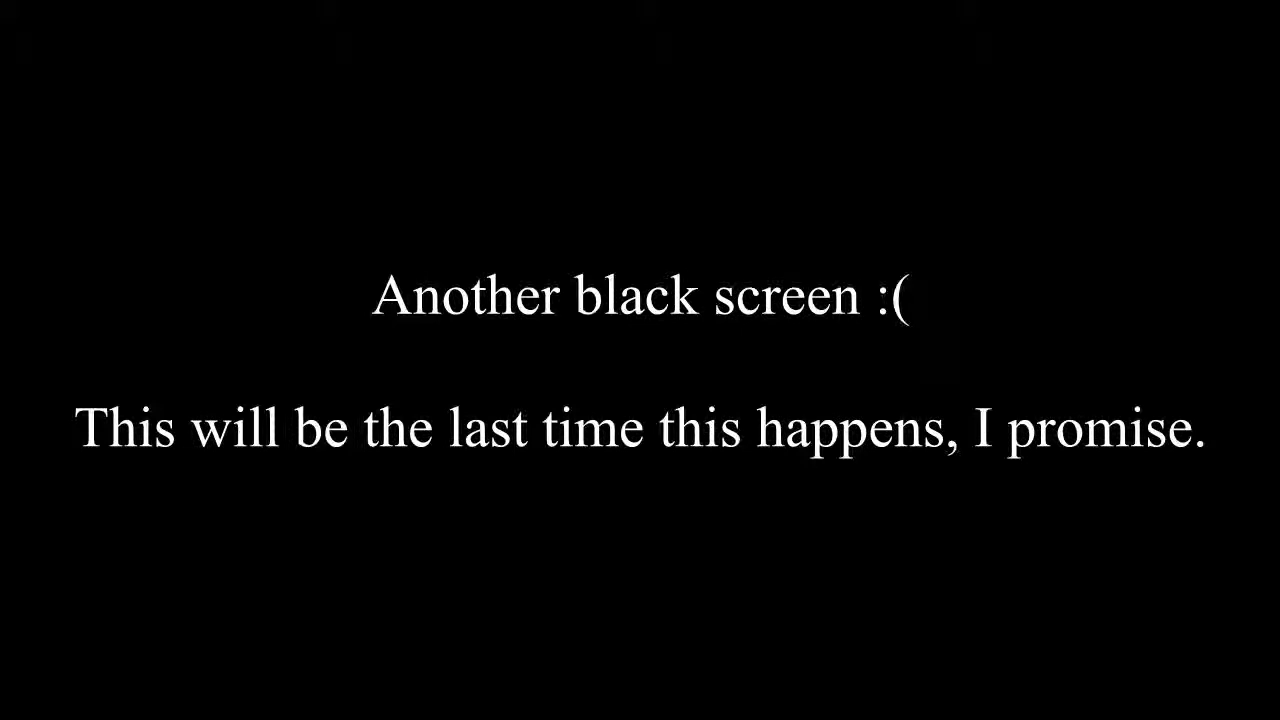 Another black screen :(
This will be the last time this happens, I promise.